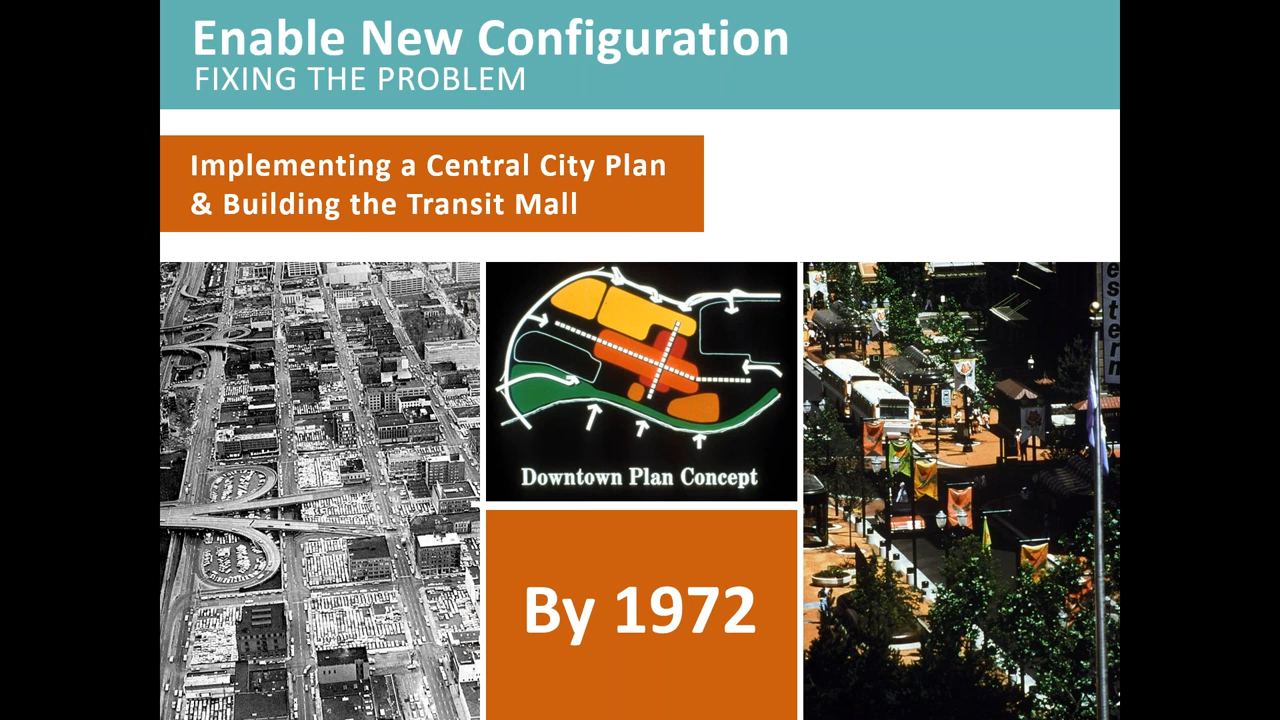 Enable New Configuration
FIXING THE PROBLEM
Implementing a Central City Plan
& Building the Transit Mall
Downtown Plan Concept
By 1972
estern